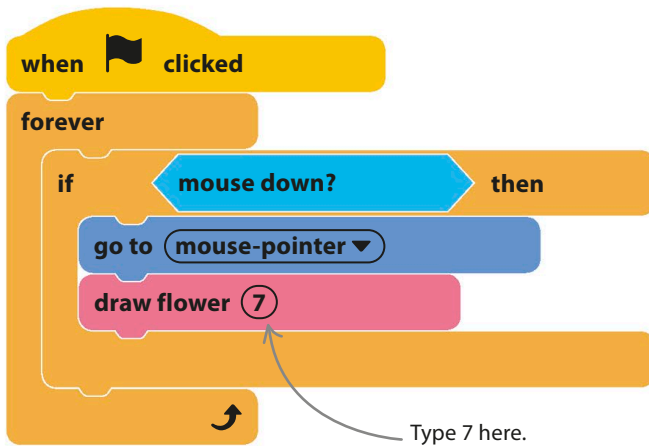 when clicked
forever
if mouse down? then
go to mouse-pointer
draw flower 7
Type 7 here.